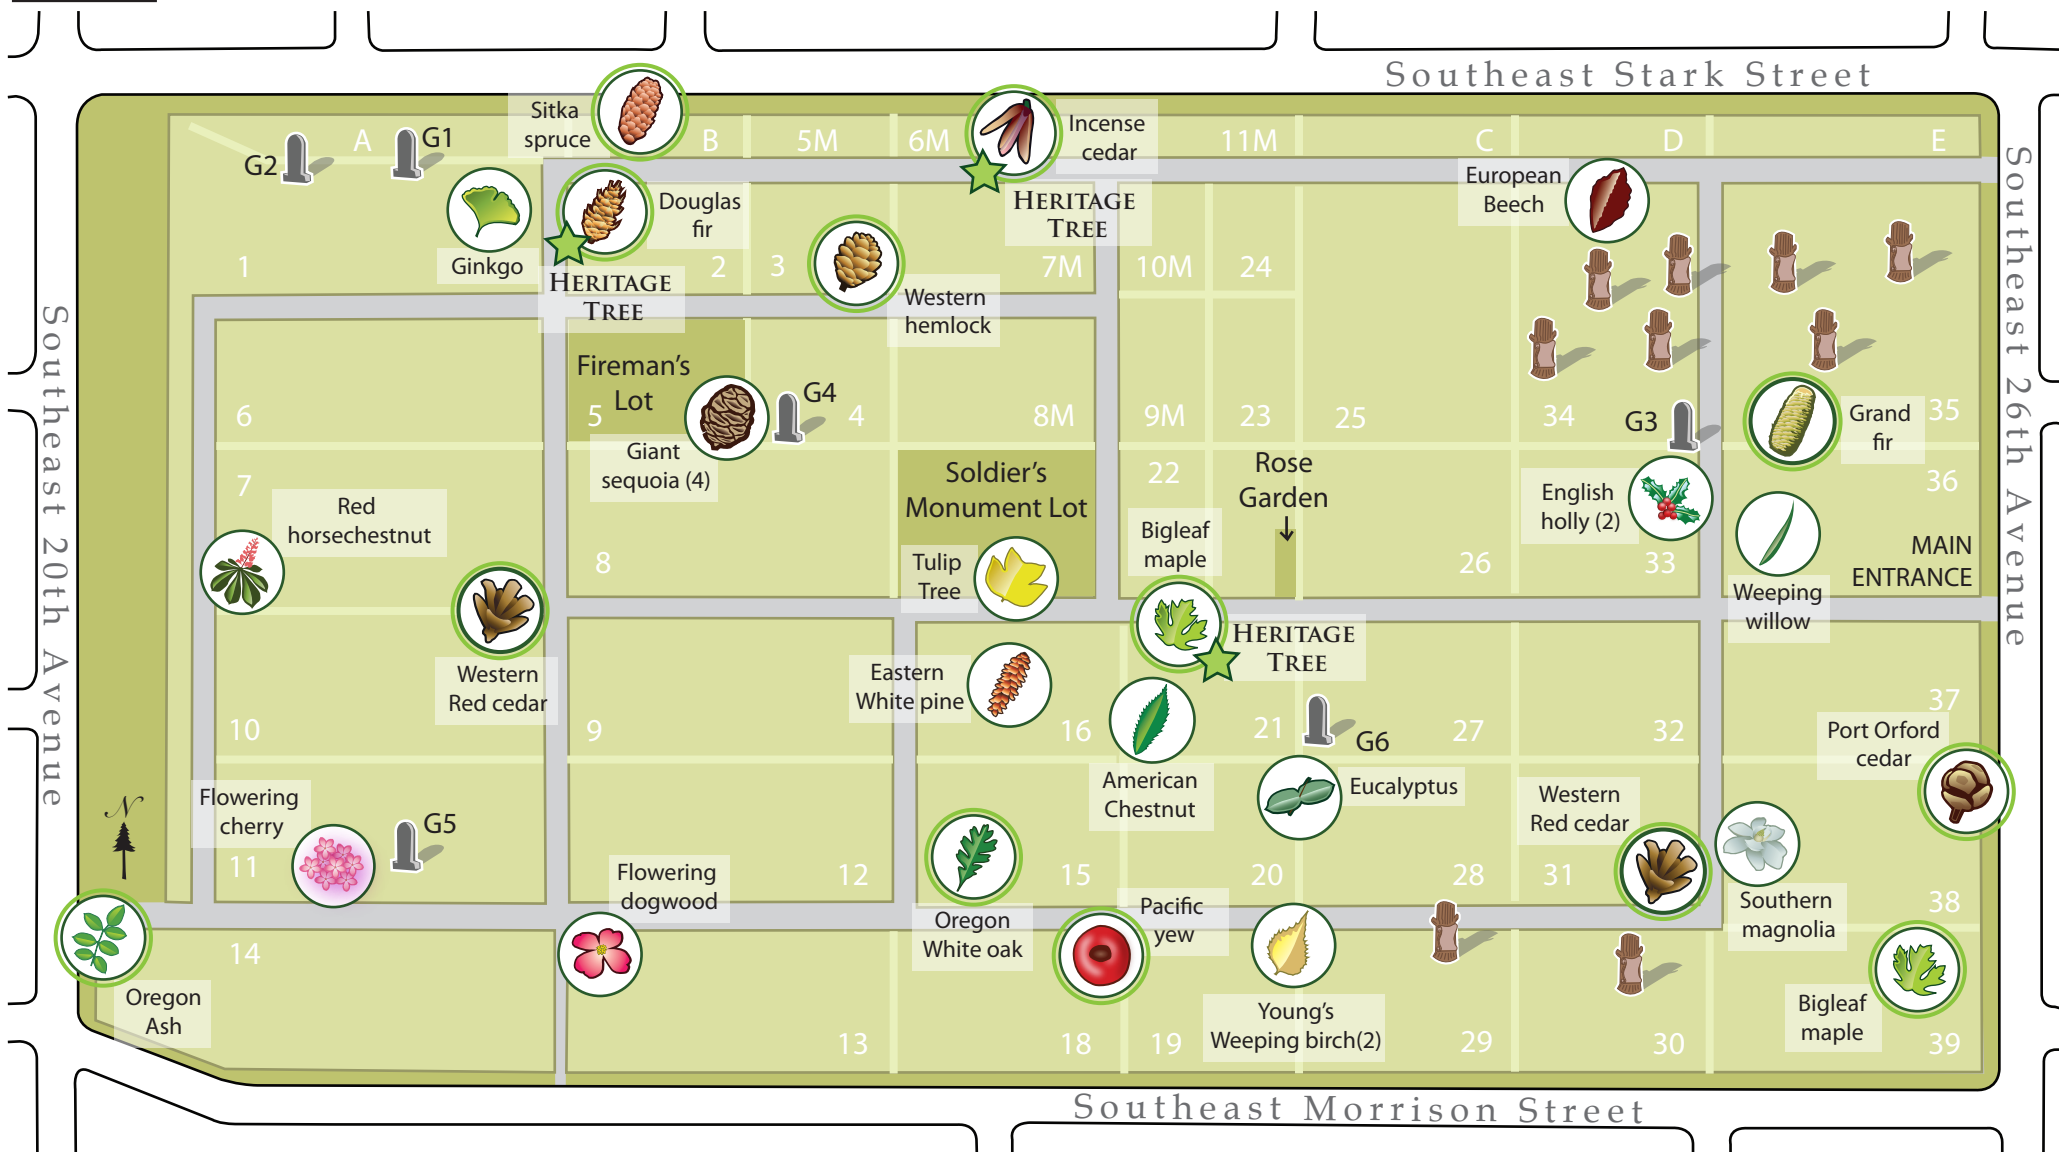 Southeast Stark Street
Southeast 20th Avenue
Southeast 26th Avenue
Southeast Morrison Street
A
B
5M
6M
11M
C
D
E
G2
G1
Sitka
spruce
Incense
cedar
HERITAGE
TREE
European
Beech
Ginkgo
Douglas
fir
HERITAGE
TREE
Western
hemlock
1
2
3
7M
10M
24
Fireman's
Lot
6
5
G4
4
8M
9M
23
25
34
G3
Grand
fir
35
Giant
sequoia (4)
7
Red
horsechestnut
Soldier's
Monument Lot
22
Rose
Garden
English
holly (2)
36
Tulip
Tree
Bigleaf
maple
8
26
33
MAIN
ENTRANCE
Weeping
willow
HERITAGE
TREE
Western
Red cedar
Eastern
White pine
10
9
16
21
G6
27
32
37
Port Orford
cedar
American
Chestnut
Eucalyptus
Western
Red cedar
Flowering
cherry
N
G5
11
Flowering
dogwood
12
15
20
28
31
38
Oregon
White oak
Pacific
yew
Southern
magnolia
14
Oregon
Ash
Young's
Weeping birch(2)
Bigleaf
maple
13
18
19
29
30
39